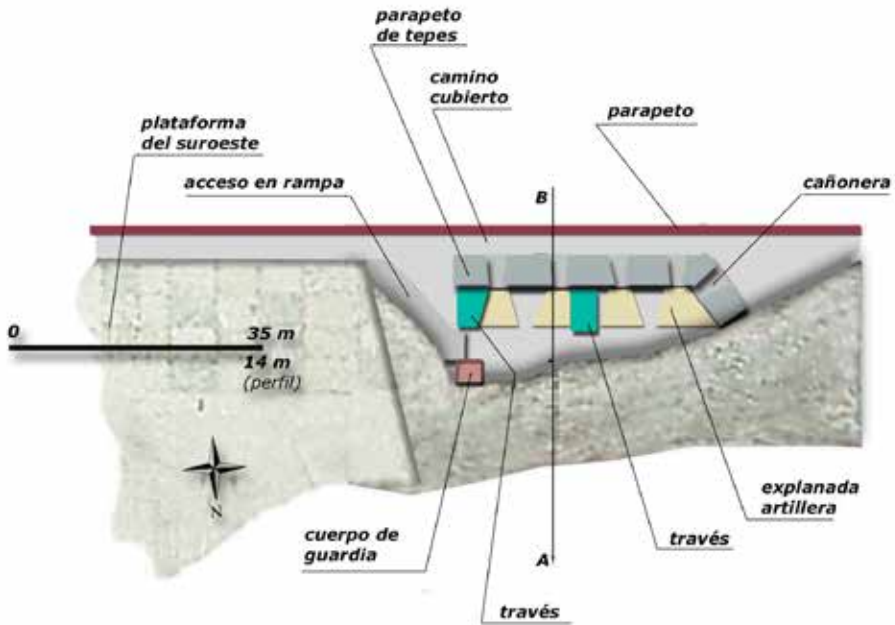 parapeto
de tepes
camino
cubierto
parapeto
plataforma
del suroeste
acceso en rampa
cañonera
B
0
35 m
14 m
(perfil)
N
explanada
artillera
cuerpo de
guardia
través
A
través